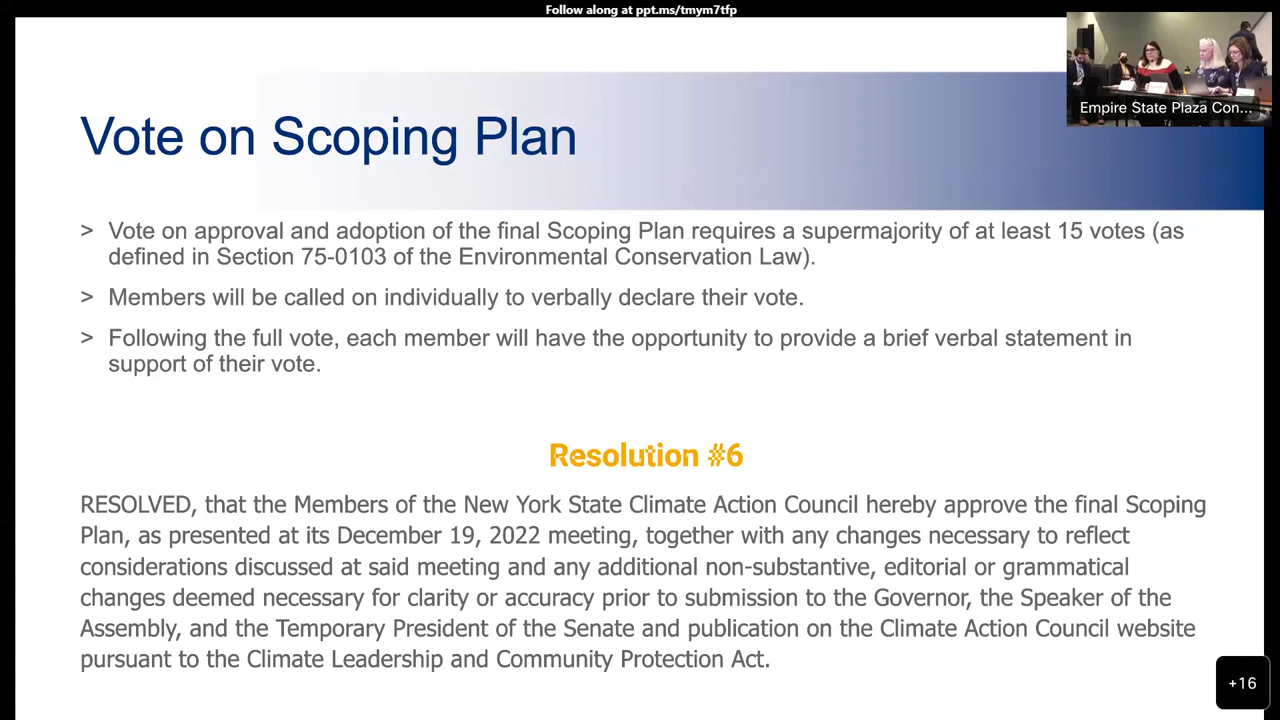 Follow along at ppt.ms/tmym7tfp
Empire State Plaza Con...
Vote on Scoping Plan
> Vote on approval and adoption of the final Scoping Plan requires a supermajority of at least 15 votes (as
defined in Section 75-0103 of the Environmental Conservation Law).
> Members will be called on individually to verbally declare their vote.
> Following the full vote, each member will have the opportunity to provide a brief verbal statement in
support of their vote.
Resolution #6
RESOLVED, that the Members of the New York State Climate Action Council hereby approve the final Scoping
Plan, as presented at its December 19, 2022 meeting, together with any changes necessary to reflect
considerations discussed at said meeting and any additional non-substantive, editorial or grammatical
changes deemed necessary for clarity or accuracy prior to submission to the Governor, the Speaker of the
Assembly, and the Temporary President of the Senate and publication on the Climate Action Council website
pursuant to the Climate Leadership and Community Protection Act.
+16